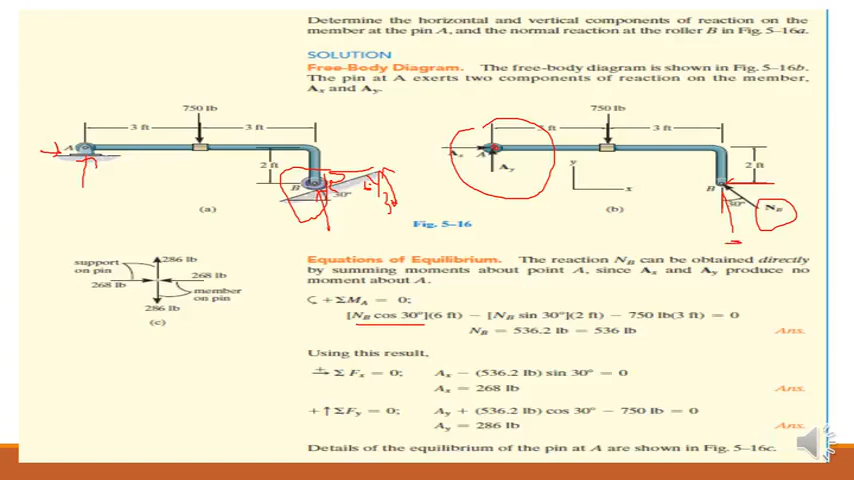 Determine the horizontal and vertical components of reaction on the
member at the pin A, and the normal reaction at the roller B in Fig. 5–16a.
SOLUTION
Free-Body Diagram. The free-body diagram is shown in Fig. 5–16b.
The pin at A exerts two components of reaction on the member,
Ax and Ay.
750 lb
3 ft
3 ft
A
2 ft
B
30°
(a)
750 lb
3 ft
3 ft
Ax
A
Ay
y
x
2 ft
B
30°
NB
(b)
Fig. 5–16
support
on pin
286 lb
268 lb
268 lb
member
on pin
286 lb
(c)
Equations of Equilibrium. The reaction NB can be obtained directly
by summing moments about point A, since Ax and Ay produce no
moment about A.
↶ + ΣMA = 0;
[NB cos 30°](6 ft) − [NB sin 30°](2 ft) − 750 lb(3 ft) = 0
NB = 536.2 lb = 536 lb Ans.
Using this result,
→+ Σ Fx = 0; Ax − (536.2 lb) sin 30° = 0
Ax = 268 lb Ans.
+↑ΣFy = 0; Ay + (536.2 lb) cos 30° − 750 lb = 0
Ay = 286 lb Ans.
Details of the equilibrium of the pin at A are shown in Fig. 5–16c.